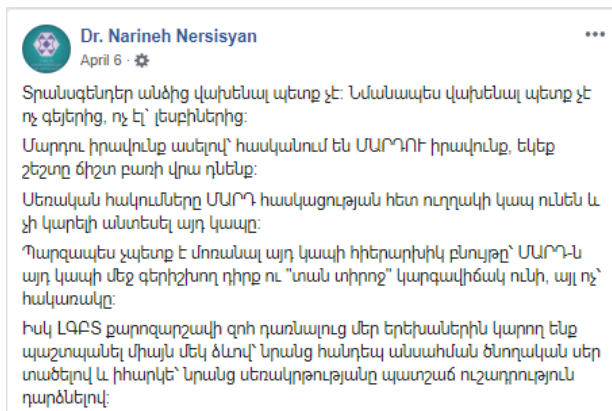 Dr. Narineh Nersisyan
April 6 ·
Տրանսգենդեր անձից վախենալ պետք չէ: Նմանապես վախենալ պետք չէ
ոչ գեյերից, ոչ էլ՝ լեսբիներից:
Մարդու իրավունք ասելով՝ հասկանում են ՄԱՐԴՈՒ իրավունք, եկեք
շեշտը ճիշտ բառի վրա դնենք:
Սեռական հակումները ՄԱՐԴ հասկացության հետ ուղղակի կապ ունեն և
չի կարելի անտեսել այդ կապը:
Պարզապես չպետք է մոռանալ այդ կապի հիերարխիկ բնույթը՝ ՄԱՐԴ-ն
այդ կապի մեջ գերիշխող դիրք ու "տան տիրոջ" կարգավիճակ ունի, այլ ոչ՝
հակառակը:
Իսկ ԼԳԲՏ քարոզարշավի զոհ դառնալուց մեր երեխաներին կարող ենք
պաշտպանել միայն մեկ ձևով՝ նրանց հանդեպ անսահման ծնողական սեր
տածելով և իհարկե՝ նրանց սեռակրթությանը պատշաճ ուշադրություն
դարձնելով: